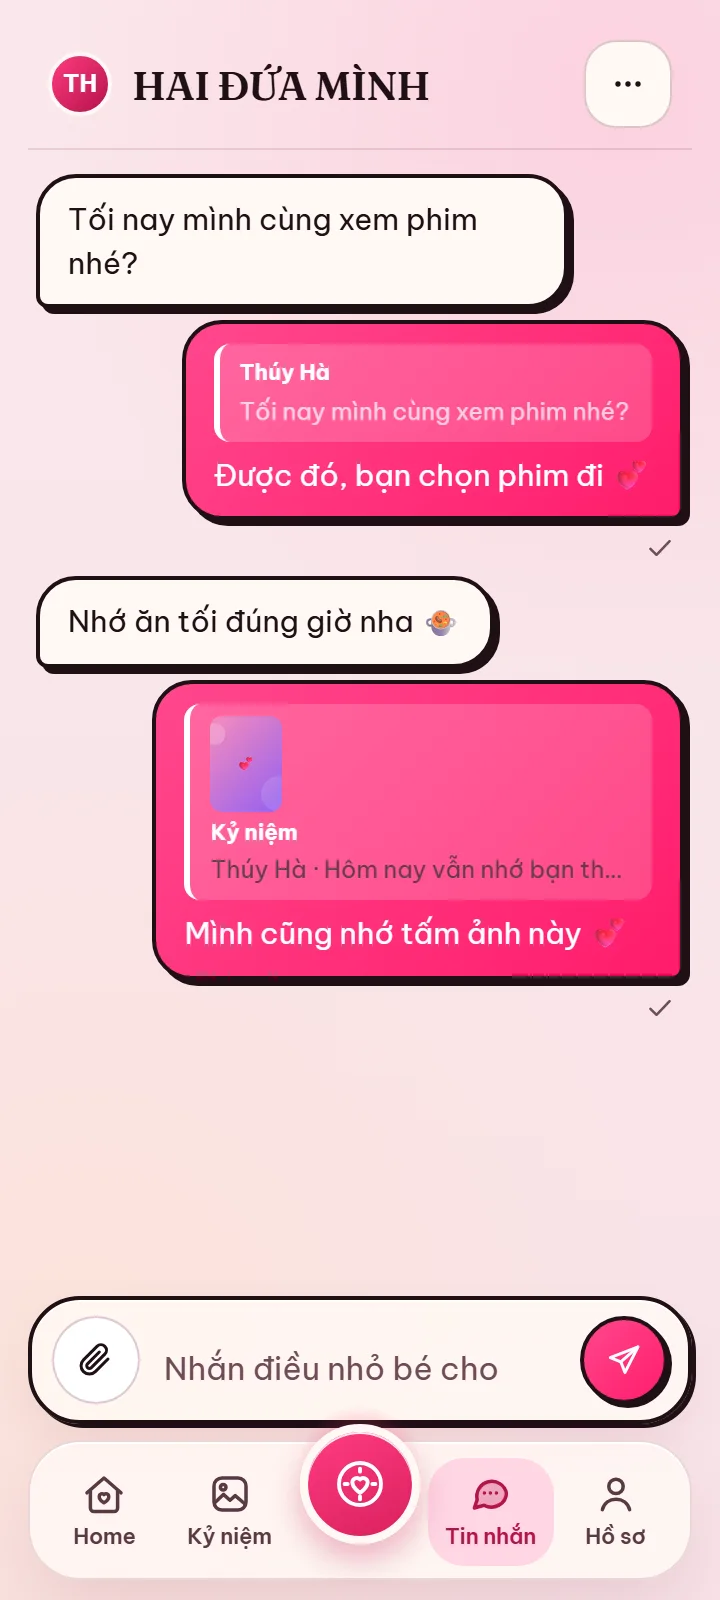 TH
HAI ĐỨA MÌNH
Tối nay mình cùng xem phim
nhé?
Thúy Hà
Tối nay mình cùng xem phim nhé?
Được đó, bạn chọn phim đi 💕
Nhớ ăn tối đúng giờ nha 🍲
Kỷ niệm
Thúy Hà · Hôm nay vẫn nhớ bạn th...
Mình cũng nhớ tấm ảnh này 💕
Nhắn điều nhỏ bé cho
Home
Kỷ niệm
Tin nhắn
Hồ sơ